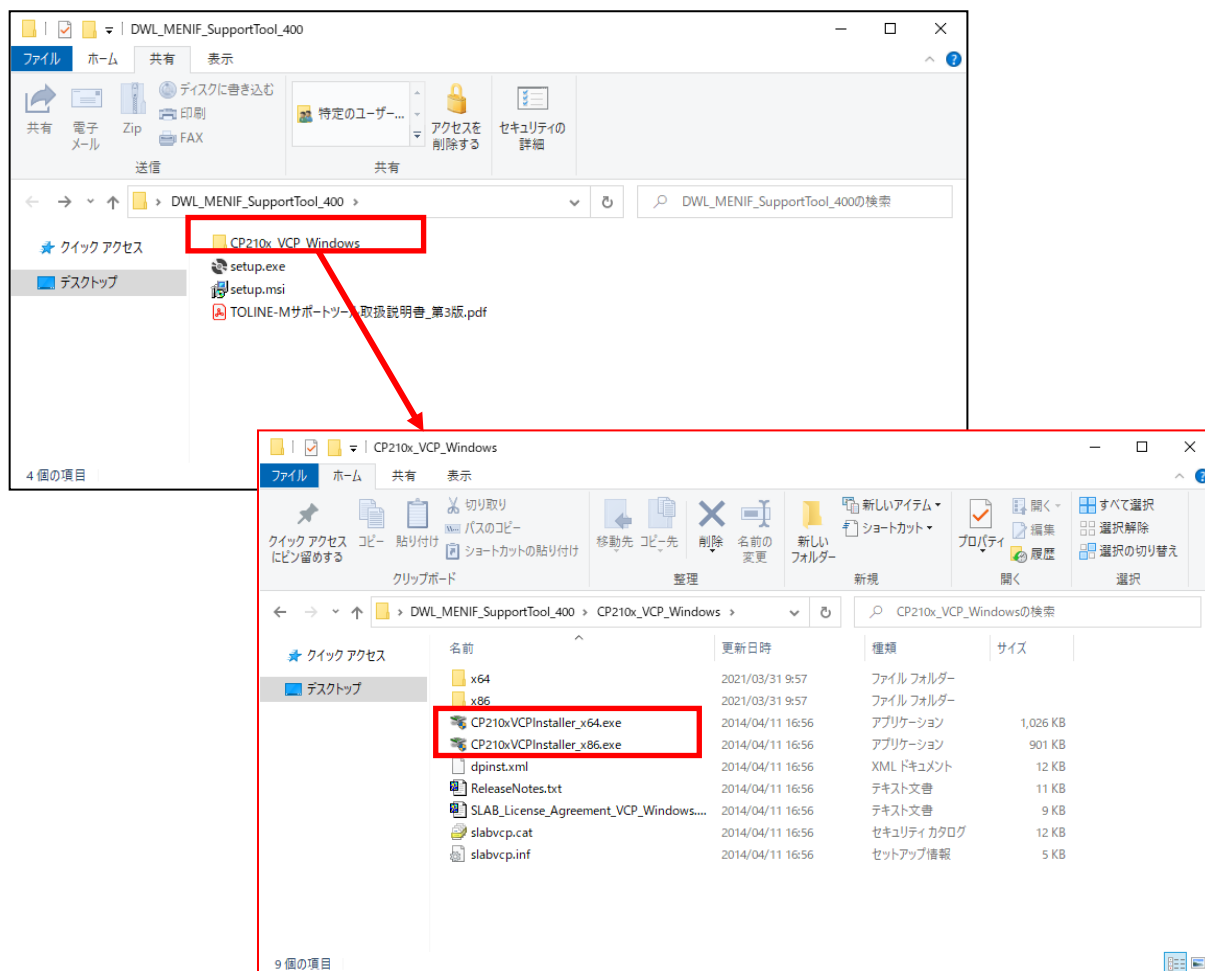 DWL_MENIF_SupportTool_400
ファイル ホーム 共有 表示
共有
電子
メール
Zip
ディスクに書き込む
印刷
FAX
送信
特定のユーザー...
アクセスを
削除する
セキュリティの
詳細
共有
DWL_MENIF_SupportTool_400
DWL_MENIF_SupportTool_400の検索
クイック アクセス
デスクトップ
CP210x_VCP_Windows
setup.exe
setup.msi
TOLINE-Mサポートツール取扱説明書_第3版.pdf
4 個の項目
CP210x_VCP_Windows
ファイル ホーム 共有 表示
クイック アクセス
にピン留めする
コピー
貼り付け
切り取り
パスのコピー
ショートカットの貼り付け
クリップボード
移動先
コピー先
削除
名前の
変更
整理
新しい
フォルダー
新しいアイテム
ショートカット
新規
プロパティ
開く
編集
履歴
開く
すべて選択
選択解除
選択の切り替え
選択
DWL_MENIF_SupportTool_400 CP210x_VCP_Windows
CP210x_VCP_Windowsの検索
クイック アクセス
デスクトップ
名前 更新日時 種類 サイズ
x64 2021/03/31 9:57 ファイル フォルダー
x86 2021/03/31 9:57 ファイル フォルダー
CP210xVCPInstaller_x64.exe 2014/04/11 16:56 アプリケーション 1,026 KB
CP210xVCPInstaller_x86.exe 2014/04/11 16:56 アプリケーション 901 KB
dpinst.xml 2014/04/11 16:56 XML ドキュメント 12 KB
ReleaseNotes.txt 2014/04/11 16:56 テキスト文書 11 KB
SLAB_License_Agreement_VCP_Windows.... 2014/04/11 16:56 テキスト文書 9 KB
slabvcp.cat 2014/04/11 16:56 セキュリティ カタログ 12 KB
slabvcp.inf 2014/04/11 16:56 セットアップ情報 5 KB
9 個の項目